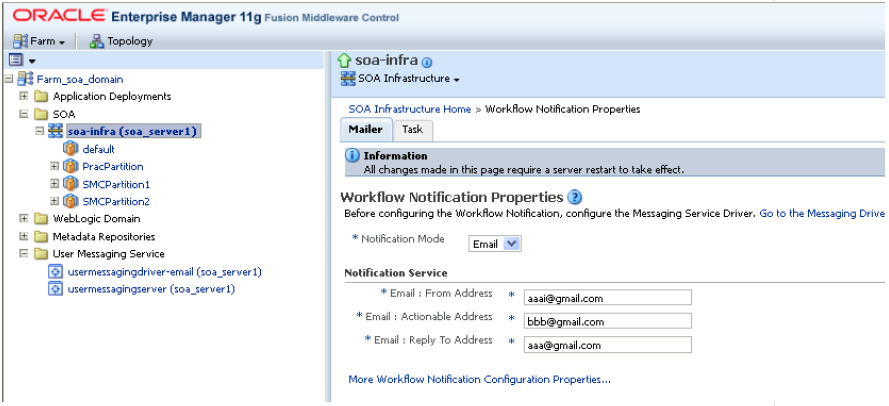 ORACLE Enterprise Manager 11g Fusion Middleware Control
Farm Topology
Farm_soa_domain
Application Deployments
SOA
soa-infra (soa_server1)
default
PracPartition
SMCPartition1
SMCPartition2
WebLogic Domain
Metadata Repositories
User Messaging Service
usermessagingdriver-email (soa_server1)
usermessagingserver (soa_server1)
soa-infra
SOA Infrastructure
SOA Infrastructure Home > Workflow Notification Properties
Mailer Task
Information
All changes made in this page require a server restart to take effect.
Workflow Notification Properties
Before configuring the Workflow Notification, configure the Messaging Service Driver. Go to the Messaging Drive
* Notification Mode Email
Notification Service
* Email : From Address * aaai@gmail.com
* Email : Actionable Address * bbb@gmail.com
* Email : Reply To Address * aaa@gmail.com
More Workflow Notification Configuration Properties...